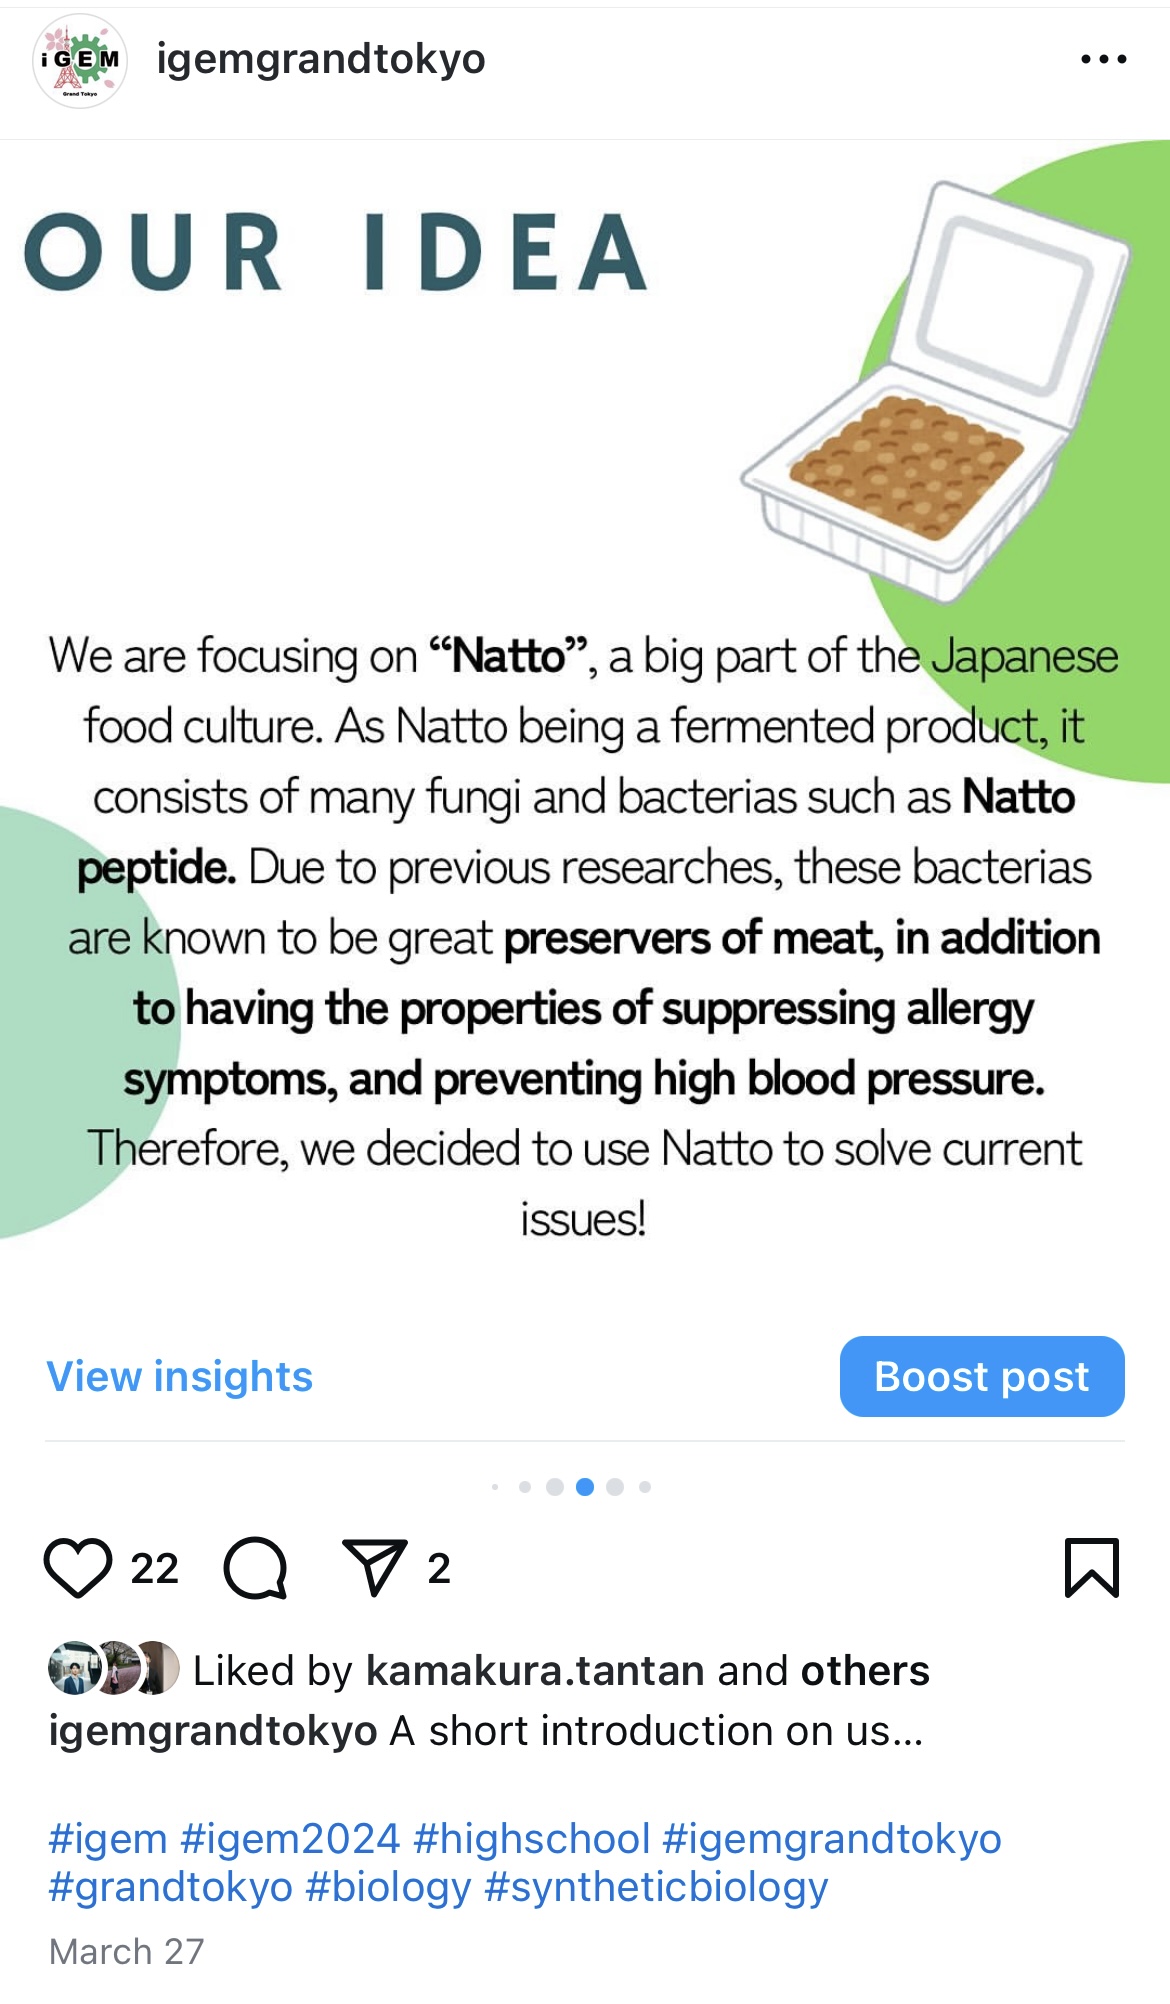 iGEM
Grand Tokyo
igemgrandtokyo
OUR IDEA
We are focusing on “Natto”, a big part of the Japanese
food culture. As Natto being a fermented product, it
consists of many fungi and bacterias such as Natto
peptide. Due to previous researches, these bacterias
are known to be great preservers of meat, in addition
to having the properties of suppressing allergy
symptoms, and preventing high blood pressure.
Therefore, we decided to use Natto to solve current
issues!
View insights
Boost post
22
2
Liked by kamakura.tantan and others
igemgrandtokyo A short introduction on us...
#igem #igem2024 #highschool #igemgrandtokyo
#grandtokyo #biology #syntheticbiology
March 27